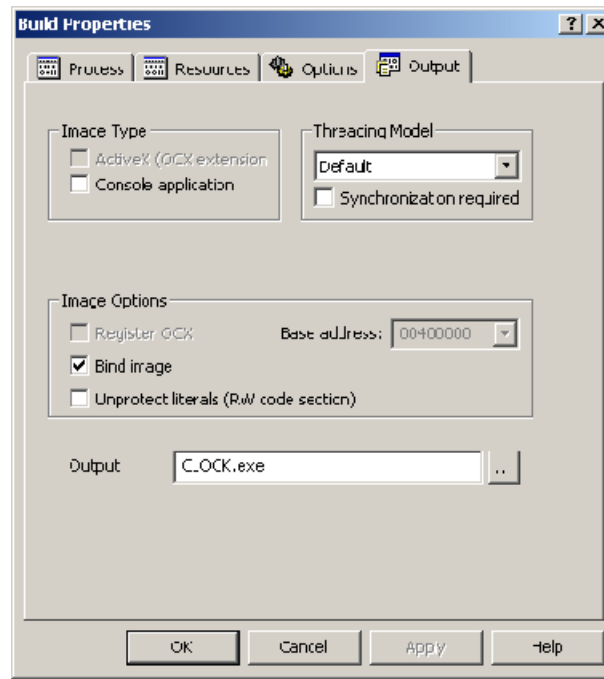 Build Properties
Process Resources Options Output
Image Type
ActiveX (OCX extension
Console application
Threading Model
Default
Synchronization required
Image Options
Register OCX
Base address: 00400000
Bind image
Unprotect literals (RW code section)
Output CLOCK.exe ..
OK Cancel Apply Help